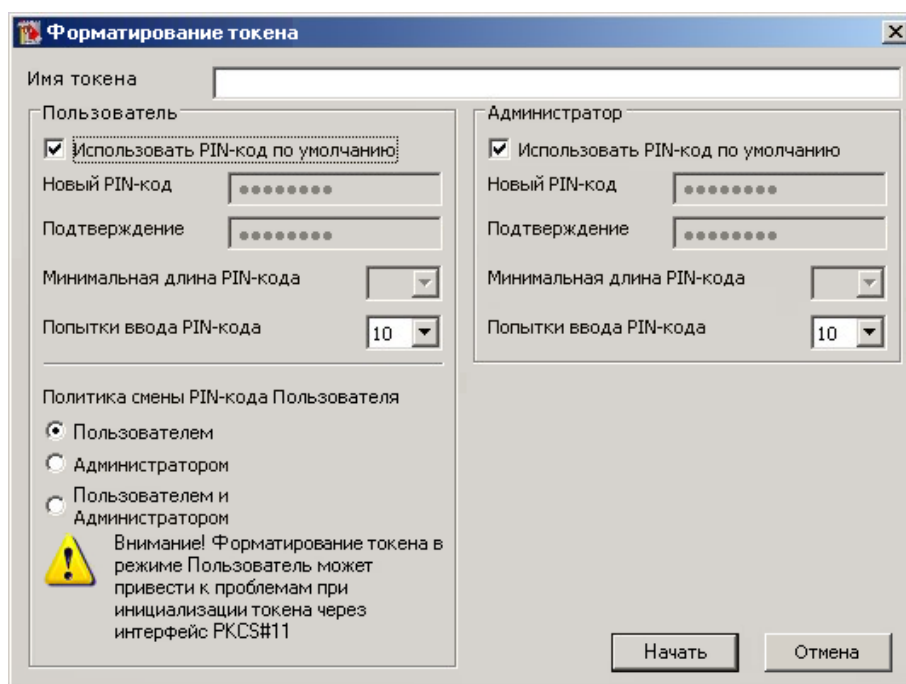 Форматирование токена
Имя токена
Пользователь
Использовать PIN-код по умолчанию
Новый PIN-код
Подтверждение
Минимальная длина PIN-кода
Попытки ввода PIN-кода
10
Политика смены PIN-кода Пользователя
Пользователем
Администратором
Пользователем и
Администратором
Внимание! Форматирование токена в
режиме Пользователь может
привести к проблемам при
инициализации токена через
интерфейс PKCS#11
Администратор
Использовать PIN-код по умолчанию
Новый PIN-код
Подтверждение
Минимальная длина PIN-кода
Попытки ввода PIN-кода
10
Начать
Отмена